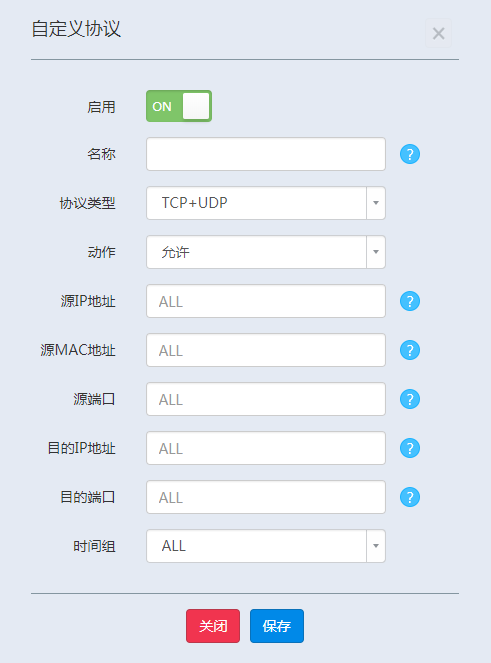 自定义协议
启用 ON
名称
协议类型 TCP+UDP
动作 允许
源IP地址 ALL
源MAC地址 ALL
源端口 ALL
目的IP地址 ALL
目的端口 ALL
时间组 ALL
关闭 保存